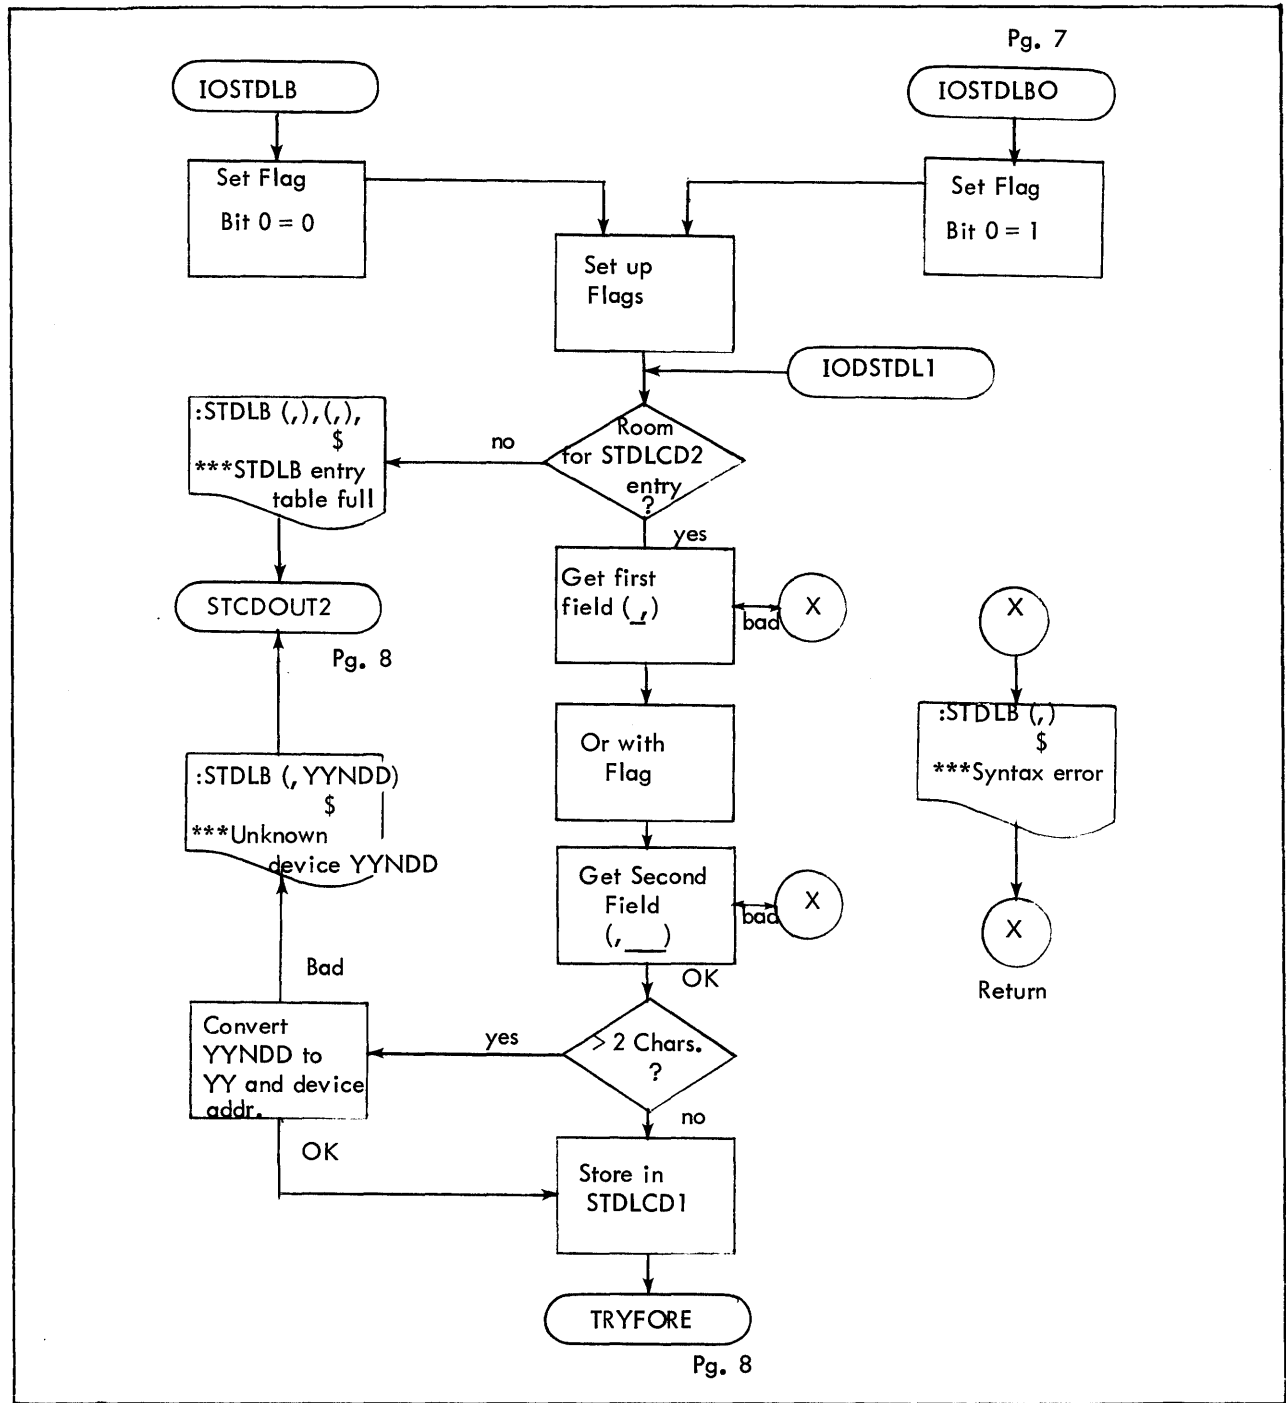 Pg. 7
IOSTDLB
IOSTDLBO
Set Flag
Bit 0 = 0
Set Flag
Bit 0 = 1
Set up
Flags
IODSTDL1
:STDLB (,),(,),
$
***STDLB entry
table full
no
Room
for STDLCD2
entry
?
yes
STCDOUT2
Pg. 8
Get first
field (_,)
bad
X
X
:STDLB (,)
$
***Syntax error
X
Return
Or with
Flag
:STDLB (, YYNDD)
$
***Unknown
device YYNDD
Get Second
Field
(,___)
bad
X
OK
Bad
Convert
YYNDD to
YY and device
addr.
yes
> 2 Chars.
?
no
OK
Store in
STDLCD1
TRYFORE
Pg. 8